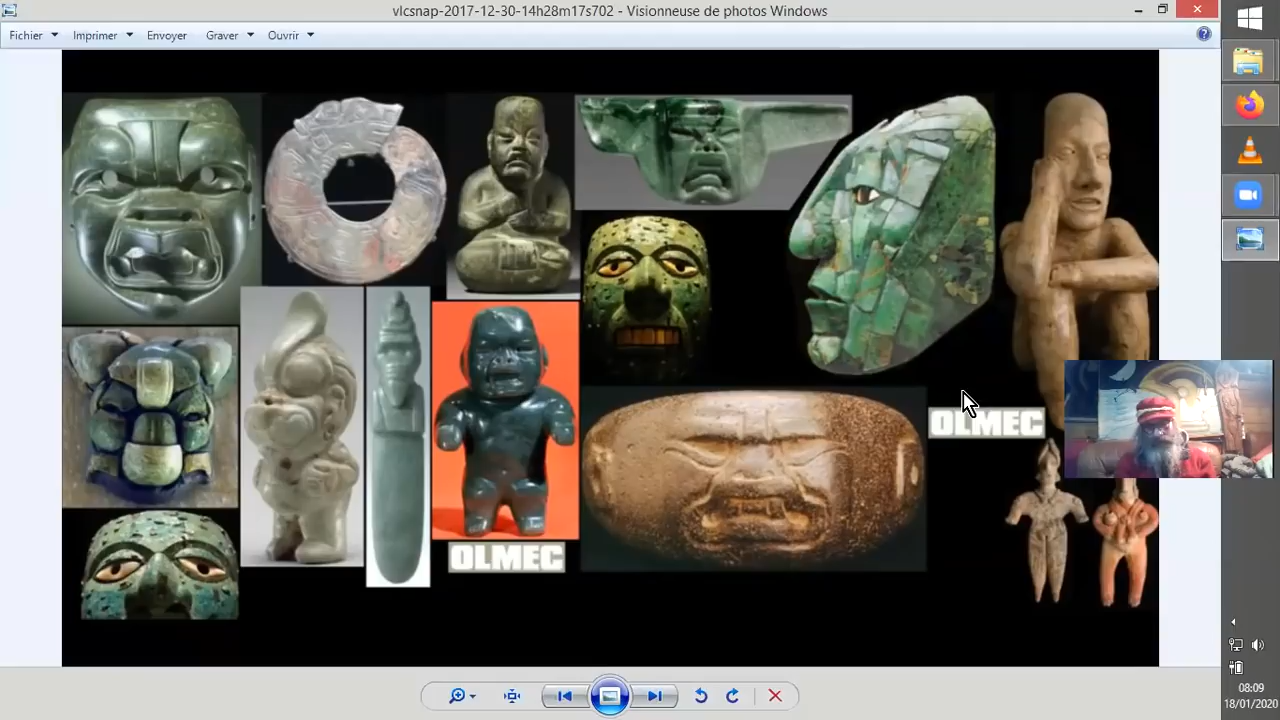 vlcsnap-2017-12-30-14h28m17s702 - Visionneuse de photos Windows
Fichier Imprimer Envoyer Graver Ouvrir
OLMEC
OLMEC
08:09
18/01/2020